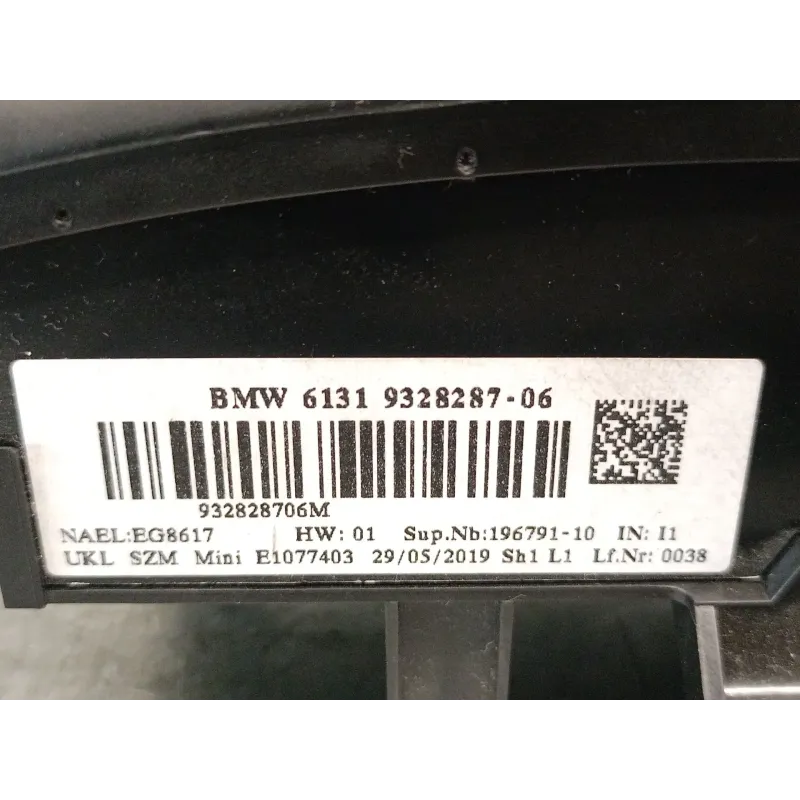 BMW 6131 9328287-06
932828706M
NAEL:EG8617 HW: 01 Sup.Nb:196791-10 IN: I1
UKL SZM Mini E1077403 29/05/2019 Sh1 L1 Lf.Nr: 0038